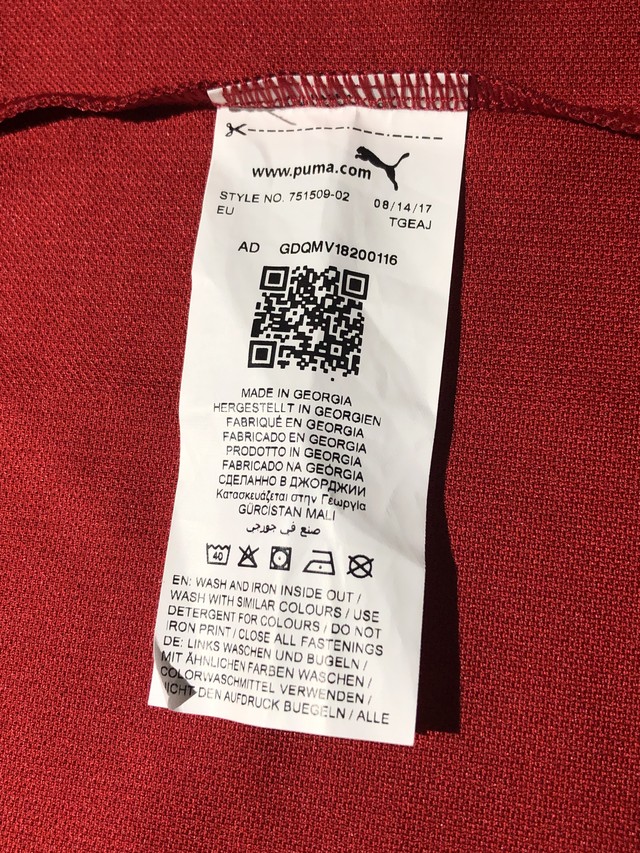 www.puma.com
STYLE NO. 751509-02 08/14/17
EU TGEAJ
AD GDQMV18200116
MADE IN GEORGIA
HERGESTELLT IN GEORGIEN
FABRIQUÉ EN GEORGIA
FABRICADO EN GEORGIA
PRODOTTO IN GEORGIA
FABRICADO NA GEÓRGIA
СДЕЛАННО В ДЖОРДЖИИ
Κατασκευάζεται στην Γεωργία
GÜRCİSTAN MALI
صنع في جورجي
40
EN: WASH AND IRON INSIDE OUT /
WASH WITH SIMILAR COLOURS / USE
DETERGENT FOR COLOURS / DO NOT
IRON PRINT / CLOSE ALL FASTENINGS
DE: LINKS WASCHEN UND BUGELN /
MIT ÄHNLICHEN FARBEN WASCHEN /
COLORWASCHMITTEL VERWENDEN /
NICHT DEN AUFDRUCK BUEGELN / ALLE